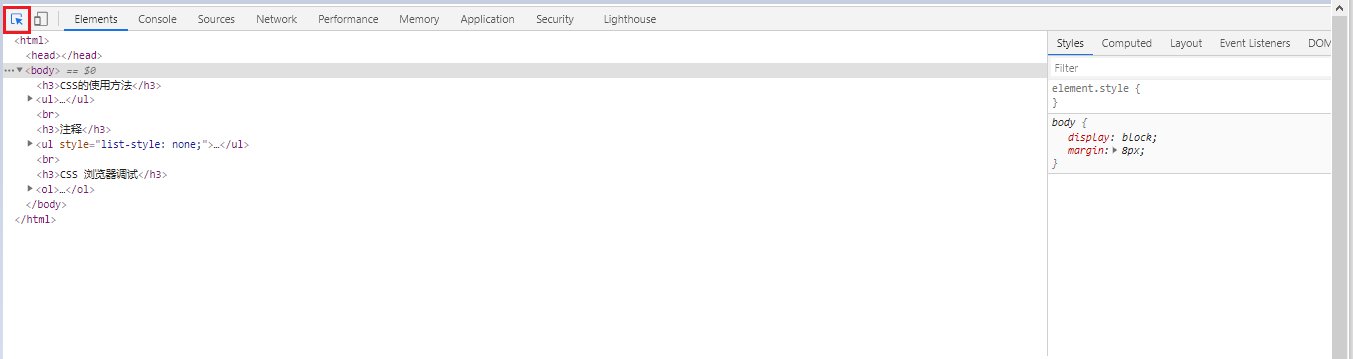 Elements Console Sources Network Performance Memory Application Security Lighthouse
<html>
<head></head>
…▼<body> == $0
<h3>CSS的使用方法</h3>
▶<ul>…</ul>
<br>
<h3>注释</h3>
▶<ul style="list-style: none;">…</ul>
<br>
<h3>CSS 浏览器调试</h3>
▶<ol>…</ol>
</body>
</html>
Styles Computed Layout Event Listeners DOM
Filter
element.style {
}
body {
display: block;
margin:▶ 8px;
}